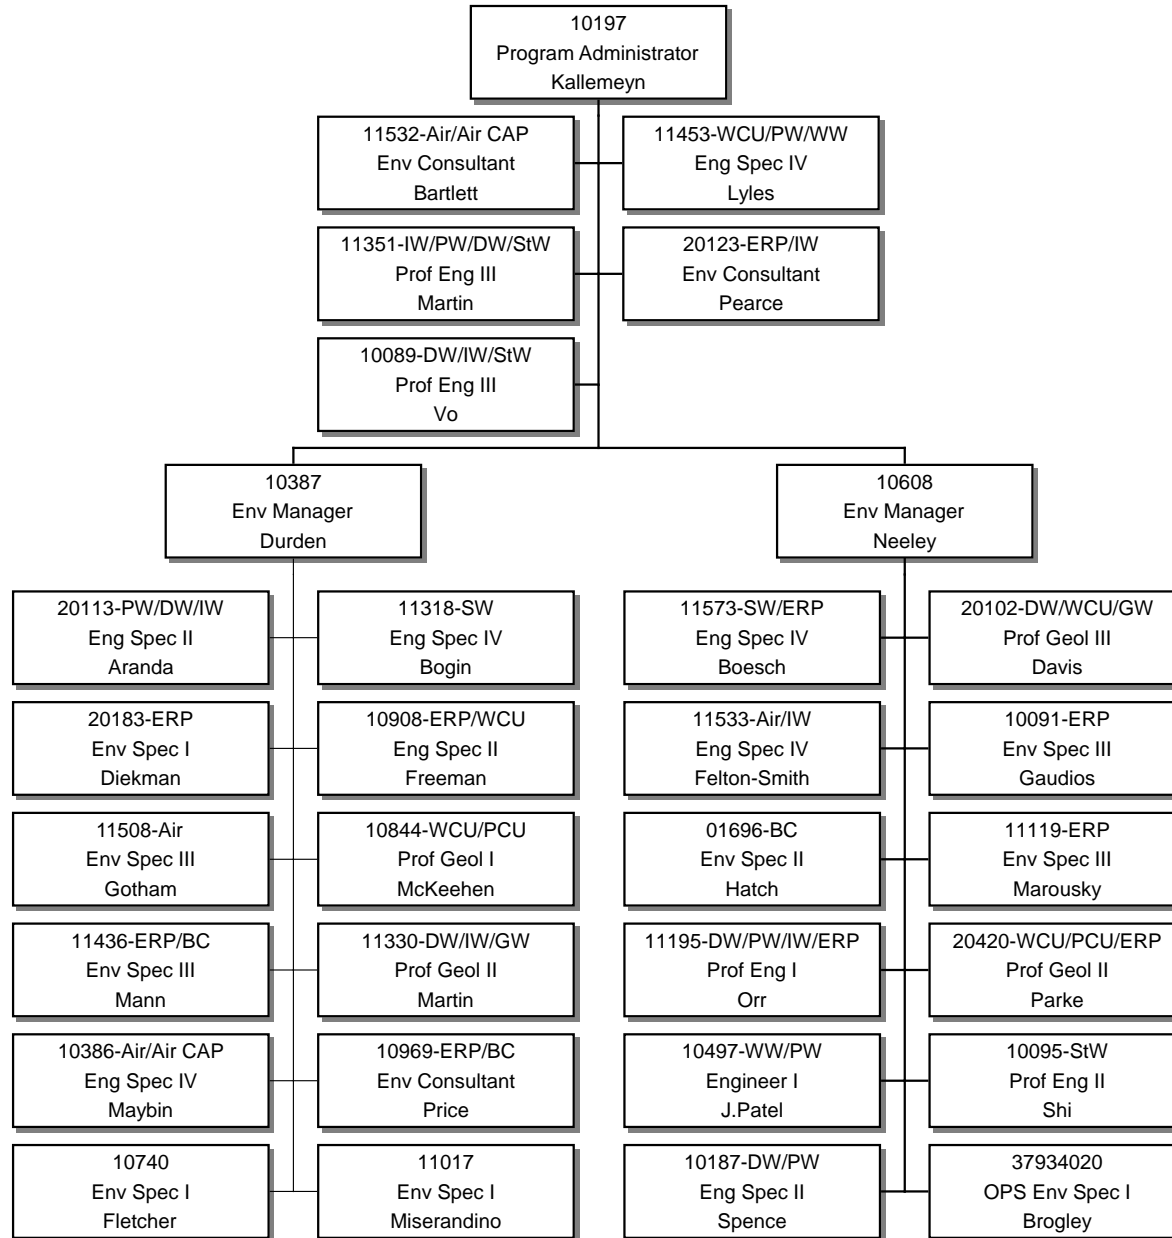 10197
Program Administrator
Kallemeyn
11532-Air/Air CAP
Env Consultant
Bartlett
11453-WCU/PW/WW
Eng Spec IV
Lyles
11351-IW/PW/DW/StW
Prof Eng III
Martin
20123-ERP/IW
Env Consultant
Pearce
10089-DW/IW/StW
Prof Eng III
Vo
10387
Env Manager
Durden
10608
Env Manager
Neeley
20113-PW/DW/IW
Eng Spec II
Aranda
11318-SW
Eng Spec IV
Bogin
20183-ERP
Env Spec I
Diekman
10908-ERP/WCU
Eng Spec II
Freeman
11508-Air
Env Spec III
Gotham
10844-WCU/PCU
Prof Geol I
McKeehen
11436-ERP/BC
Env Spec III
Mann
11330-DW/IW/GW
Prof Geol II
Martin
10386-Air/Air CAP
Eng Spec IV
Maybin
10969-ERP/BC
Env Consultant
Price
10740
Env Spec I
Fletcher
11017
Env Spec I
Miserandino
11573-SW/ERP
Eng Spec IV
Boesch
20102-DW/WCU/GW
Prof Geol III
Davis
11533-Air/IW
Eng Spec IV
Felton-Smith
10091-ERP
Env Spec III
Gaudios
01696-BC
Env Spec II
Hatch
11119-ERP
Env Spec III
Marousky
11195-DW/PW/IW/ERP
Prof Eng I
Orr
20420-WCU/PCU/ERP
Prof Geol II
Parke
10497-WW/PW
Engineer I
J.Patel
10095-StW
Prof Eng II
Shi
10187-DW/PW
Eng Spec II
Spence
37934020
OPS Env Spec I
Brogley